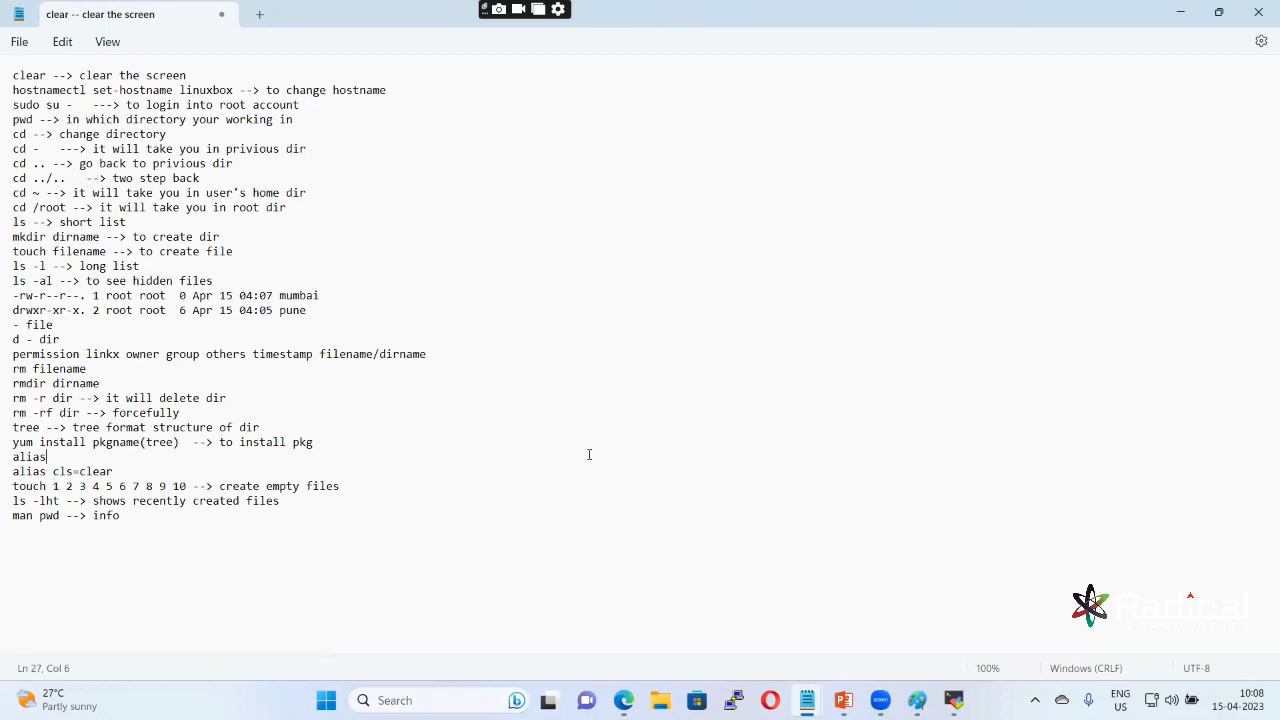 clear -- clear the screen
File Edit View
clear --> clear the screen
hostnamectl set-hostname linuxbox --> to change hostname
sudo su - ---> to login into root account
pwd --> in which directory your working in
cd --> change directory
cd - ---> it will take you in privious dir
cd .. --> go back to privious dir
cd ../.. --> two step back
cd ~ --> it will take you in user's home dir
cd /root --> it will take you in root dir
ls --> short list
mkdir dirname --> to create dir
touch filename --> to create file
ls -l --> long list
ls -al --> to see hidden files
-rw-r--r--. 1 root root 0 Apr 15 04:07 mumbai
drwxr-xr-x. 2 root root 6 Apr 15 04:05 pune
- file
d - dir
permission linkx owner group others timestamp filename/dirname
rm filename
rmdir dirname
rm -r dir --> it will delete dir
rm -rf dir --> forcefully
tree --> tree format structure of dir
yum install pkgname(tree) --> to install pkg
alias
alias cls=clear
touch 1 2 3 4 5 6 7 8 9 10 --> create empty files
ls -lht --> shows recently created files
man pwd --> info
Radical
TECHNOLOGIES
Ln 27, Col 6 100% Windows (CRLF) UTF-8
27°C
Partly sunny
Search
zoom
ENG
US
15-04-2023